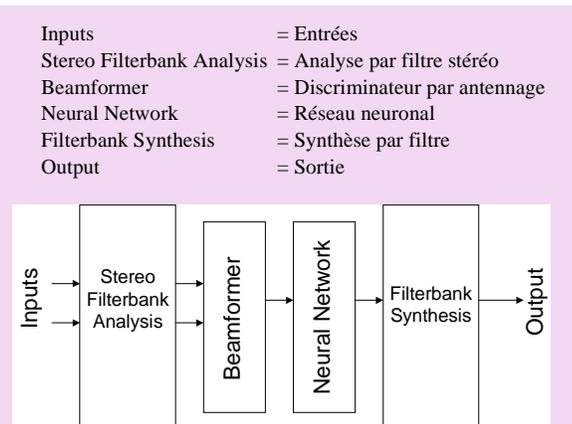 Inputs = Entrées
Stereo Filterbank Analysis = Analyse par filtre stéréo
Beamformer = Discriminateur par antennage
Neural Network = Réseau neuronal
Filterbank Synthesis = Synthèse par filtre
Output = Sortie
Inputs
Stereo
Filterbank
Analysis
Beamformer
Neural Network
Filterbank
Synthesis
Output